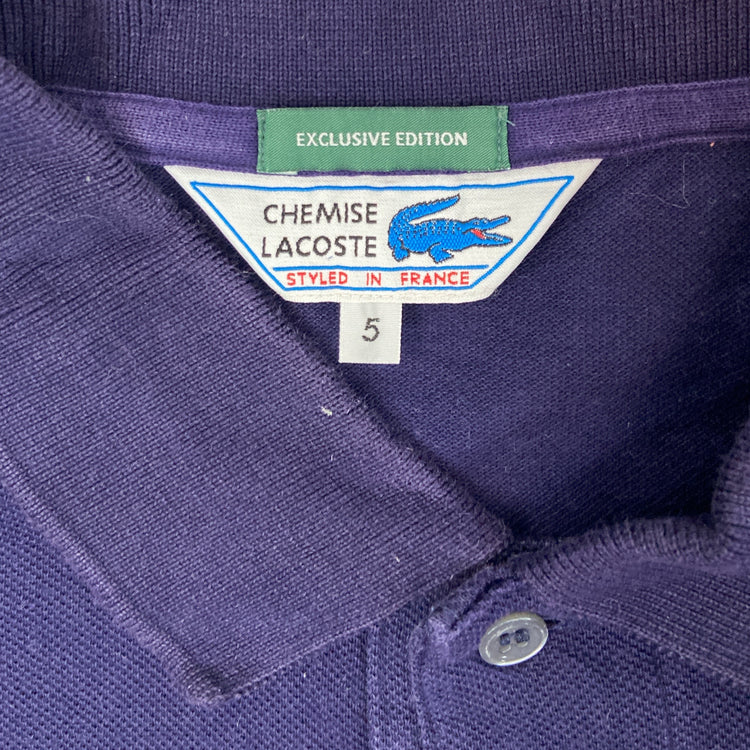 EXCLUSIVE EDITION
CHEMISE
LACOSTE
STYLED IN FRANCE
5